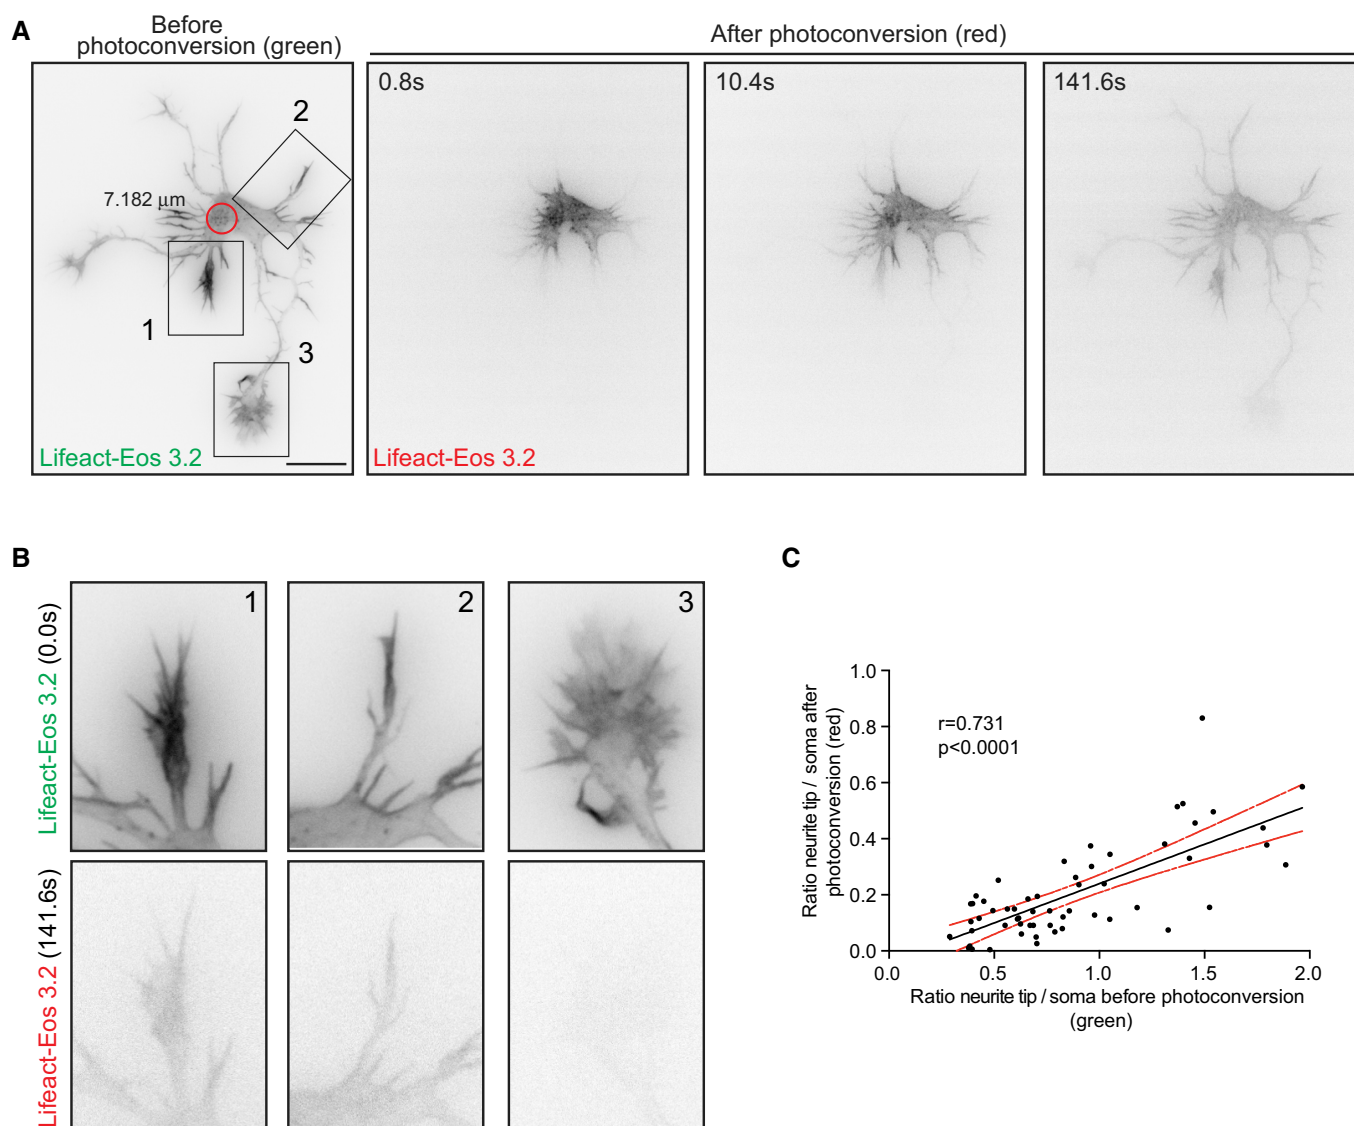 A
Before
photoconversion (green)
After photoconversion (red)
0.8s
10.4s
141.6s
2
7.182 μm
1
3
Lifeact-Eos 3.2
Lifeact-Eos 3.2
B
C
Lifeact-Eos 3.2 (0.0s)
1
2
3
Lifeact-Eos 3.2 (141.6s)
Ratio neurite tip / soma after
photoconversion (red)
1.0
0.8
0.6
0.4
0.2
0.0
r=0.731
p<0.0001
0.0
0.5
1.0
1.5
2.0
Ratio neurite tip / soma before photoconversion
(green)